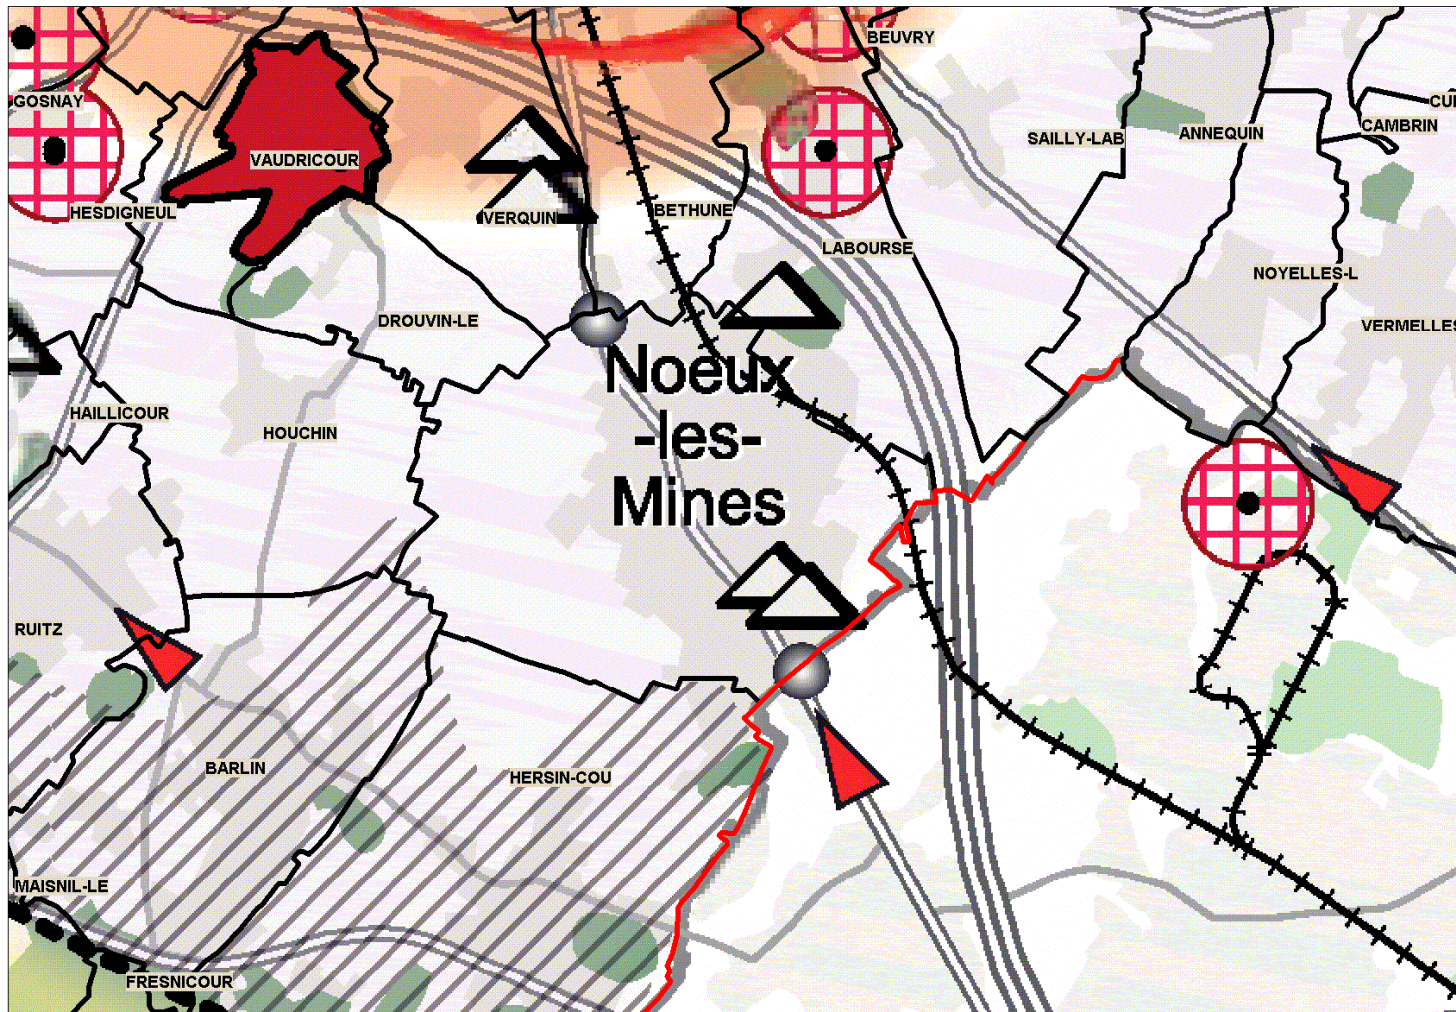 BEUVRY
GOSNAY
CAMBRIN
SAILLY-LAB
ANNEQUIN
VAUDRICOUR
HESDIGNEUL
VERQUIN
BETHUNE
LABOURSE
NOYELLES-L
DROUVIN-LE
VERMELLES
Noeux
-les-
Mines
HAILLICOUR
HOUCHIN
RUITZ
BARLIN
HERSIN-COU
MAISNIL-LE
FRESNICOUR